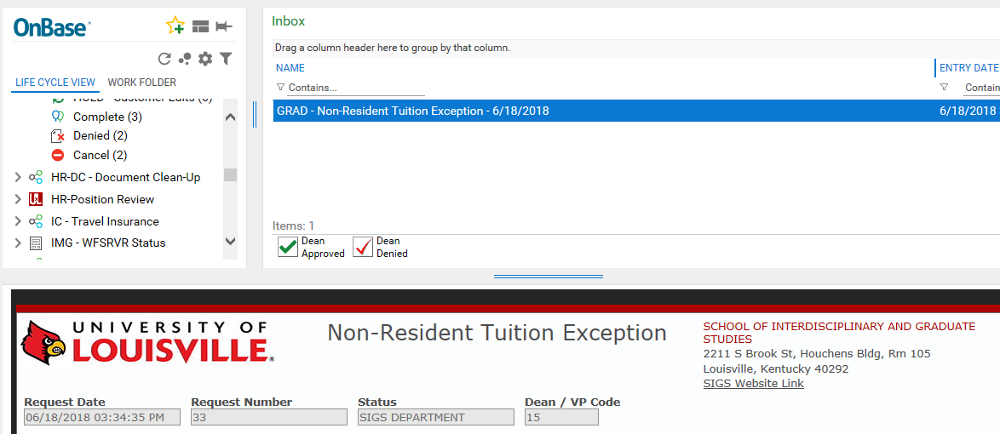 OnBase
LIFE CYCLE VIEW WORK FOLDER
Complete (3)
Denied (2)
Cancel (2)
HR-DC - Document Clean-Up
HR-Position Review
IC - Travel Insurance
IMG - WFSRVR Status
Inbox
Drag a column header here to group by that column.
NAME ENTRY DATE
Contains... Contain
GRAD - Non-Resident Tuition Exception - 6/18/2018 6/18/2018
Items: 1
Dean
Approved
Dean
Denied
UNIVERSITY OF
LOUISVILLE.
Non-Resident Tuition Exception
SCHOOL OF INTERDISCIPLINARY AND GRADUATE
STUDIES
2211 S Brook St, Houchens Bldg, Rm 105
Louisville, Kentucky 40292
SIGS Website Link
Request Date Request Number Status Dean / VP Code
06/18/2018 03:34:35 PM 33 SIGS DEPARTMENT 15